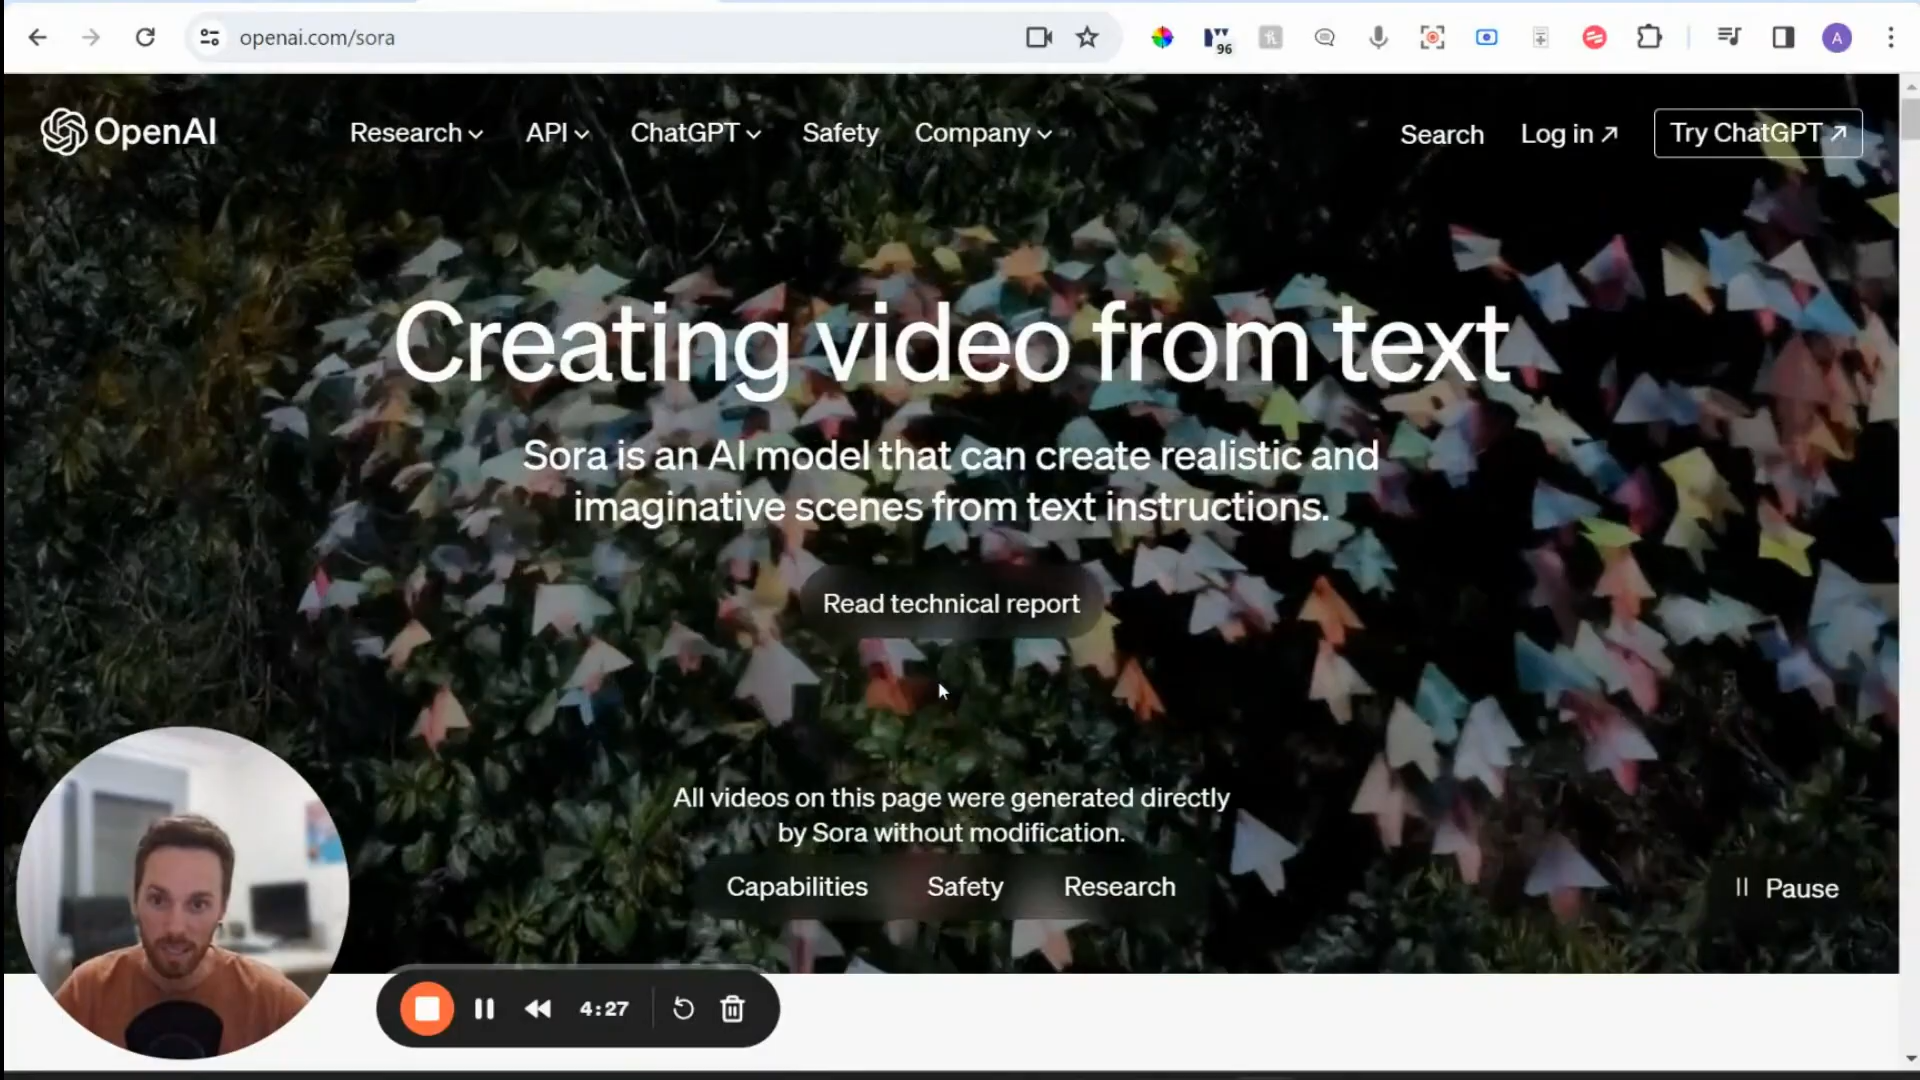 openai.com/sora
96
A
OpenAI
Research
API
ChatGPT
Safety
Company
Search
Log in
Try ChatGPT
Creating video from text
Sora is an AI model that can create realistic and
imaginative scenes from text instructions.
Read technical report
All videos on this page were generated directly
by Sora without modification.
Capabilities
Safety
Research
Pause
4:27